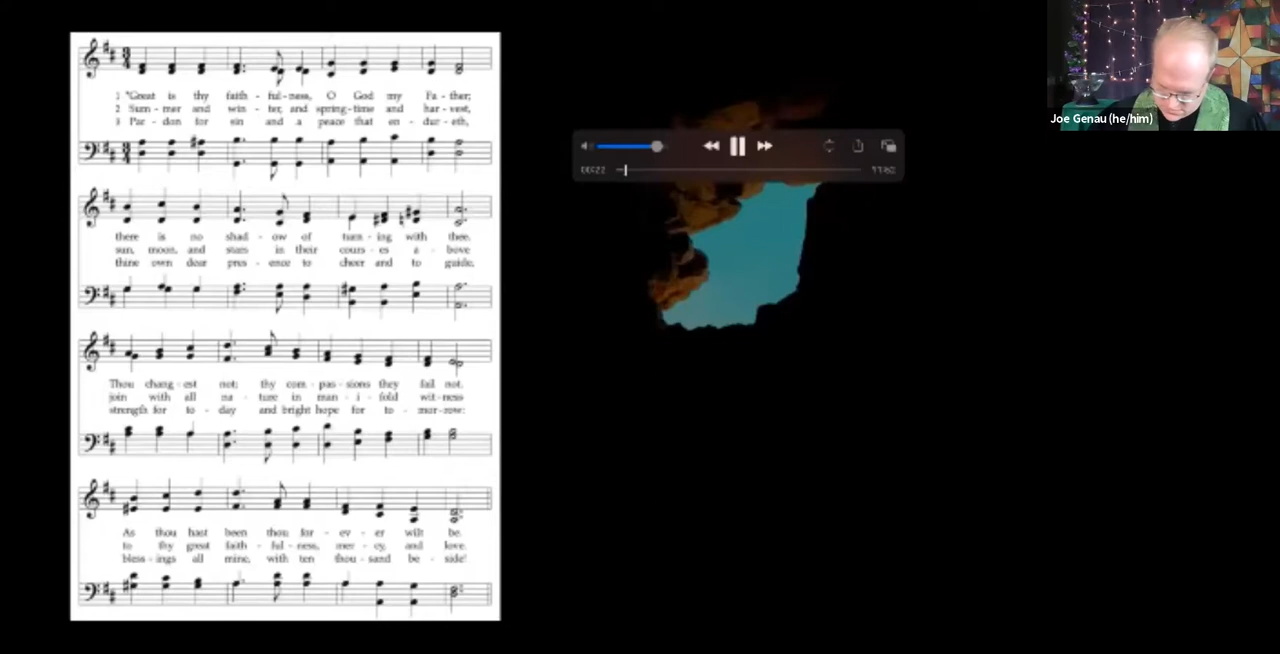 1 "Great is thy faith - ful - ness, O God my Fa - ther;
2 Sum - mer and win - ter, and spring - time and har - vest,
3 Par - don for sin and a peace that en - dur - eth,
there is no shad - ow of turn - ing with thee.
sun, moon, and stars in their cours - es a - bove
thine own dear pres - ence to cheer and to guide;
Thou chang - est not; thy com - pas - sions they fail not.
join with all na - ture in man - i - fold wit - ness
strength for to - day and bright hope for to - mor - row:
As thou hast been thou for - ev - er wilt be.
to thy great faith - ful - ness, mer - cy, and love.
bless - ings all mine, with ten thou - sand be - side!
00:22
Joe Genau (he/him)